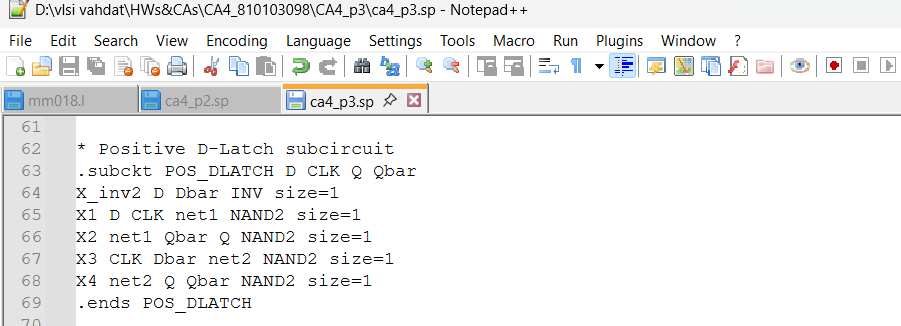 D:\vlsi vahdat\HWs&CAs\CA4_810103098\CA4_p3\ca4_p3.sp - Notepad++
File Edit Search View Encoding Language Settings Tools Macro Run Plugins Window ?
mm018.l ca4_p2.sp ca4_p3.sp
61
62 * Positive D-Latch subcircuit
63 .subckt POS_DLATCH D CLK Q Qbar
64 X_inv2 D Dbar INV size=1
65 X1 D CLK net1 NAND2 size=1
66 X2 net1 Qbar Q NAND2 size=1
67 X3 CLK Dbar net2 NAND2 size=1
68 X4 net2 Q Qbar NAND2 size=1
69 .ends POS_DLATCH
70